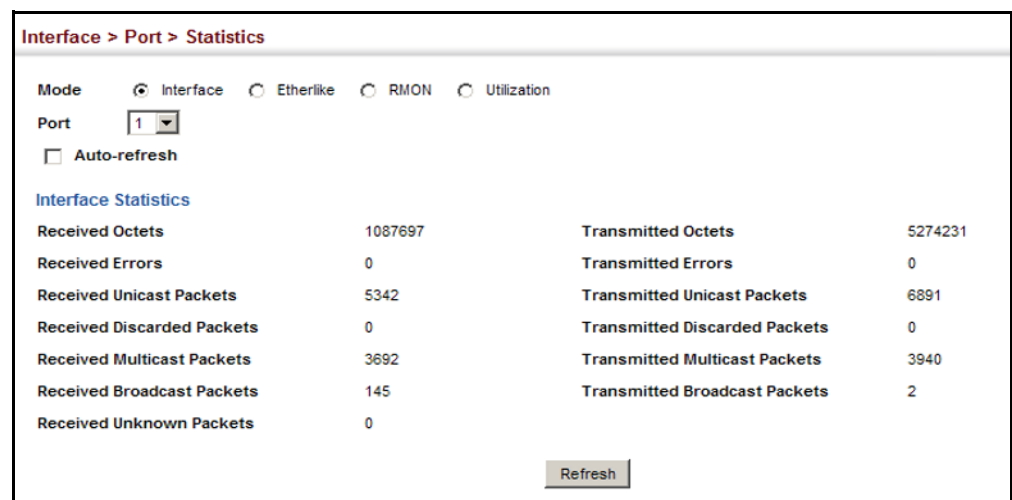 Interface > Port > Statistics
Mode Interface Etherlike RMON Utilization
Port 1
Auto-refresh
Interface Statistics
Received Octets 1087697 Transmitted Octets 5274231
Received Errors 0 Transmitted Errors 0
Received Unicast Packets 5342 Transmitted Unicast Packets 6891
Received Discarded Packets 0 Transmitted Discarded Packets 0
Received Multicast Packets 3692 Transmitted Multicast Packets 3940
Received Broadcast Packets 145 Transmitted Broadcast Packets 2
Received Unknown Packets 0
Refresh